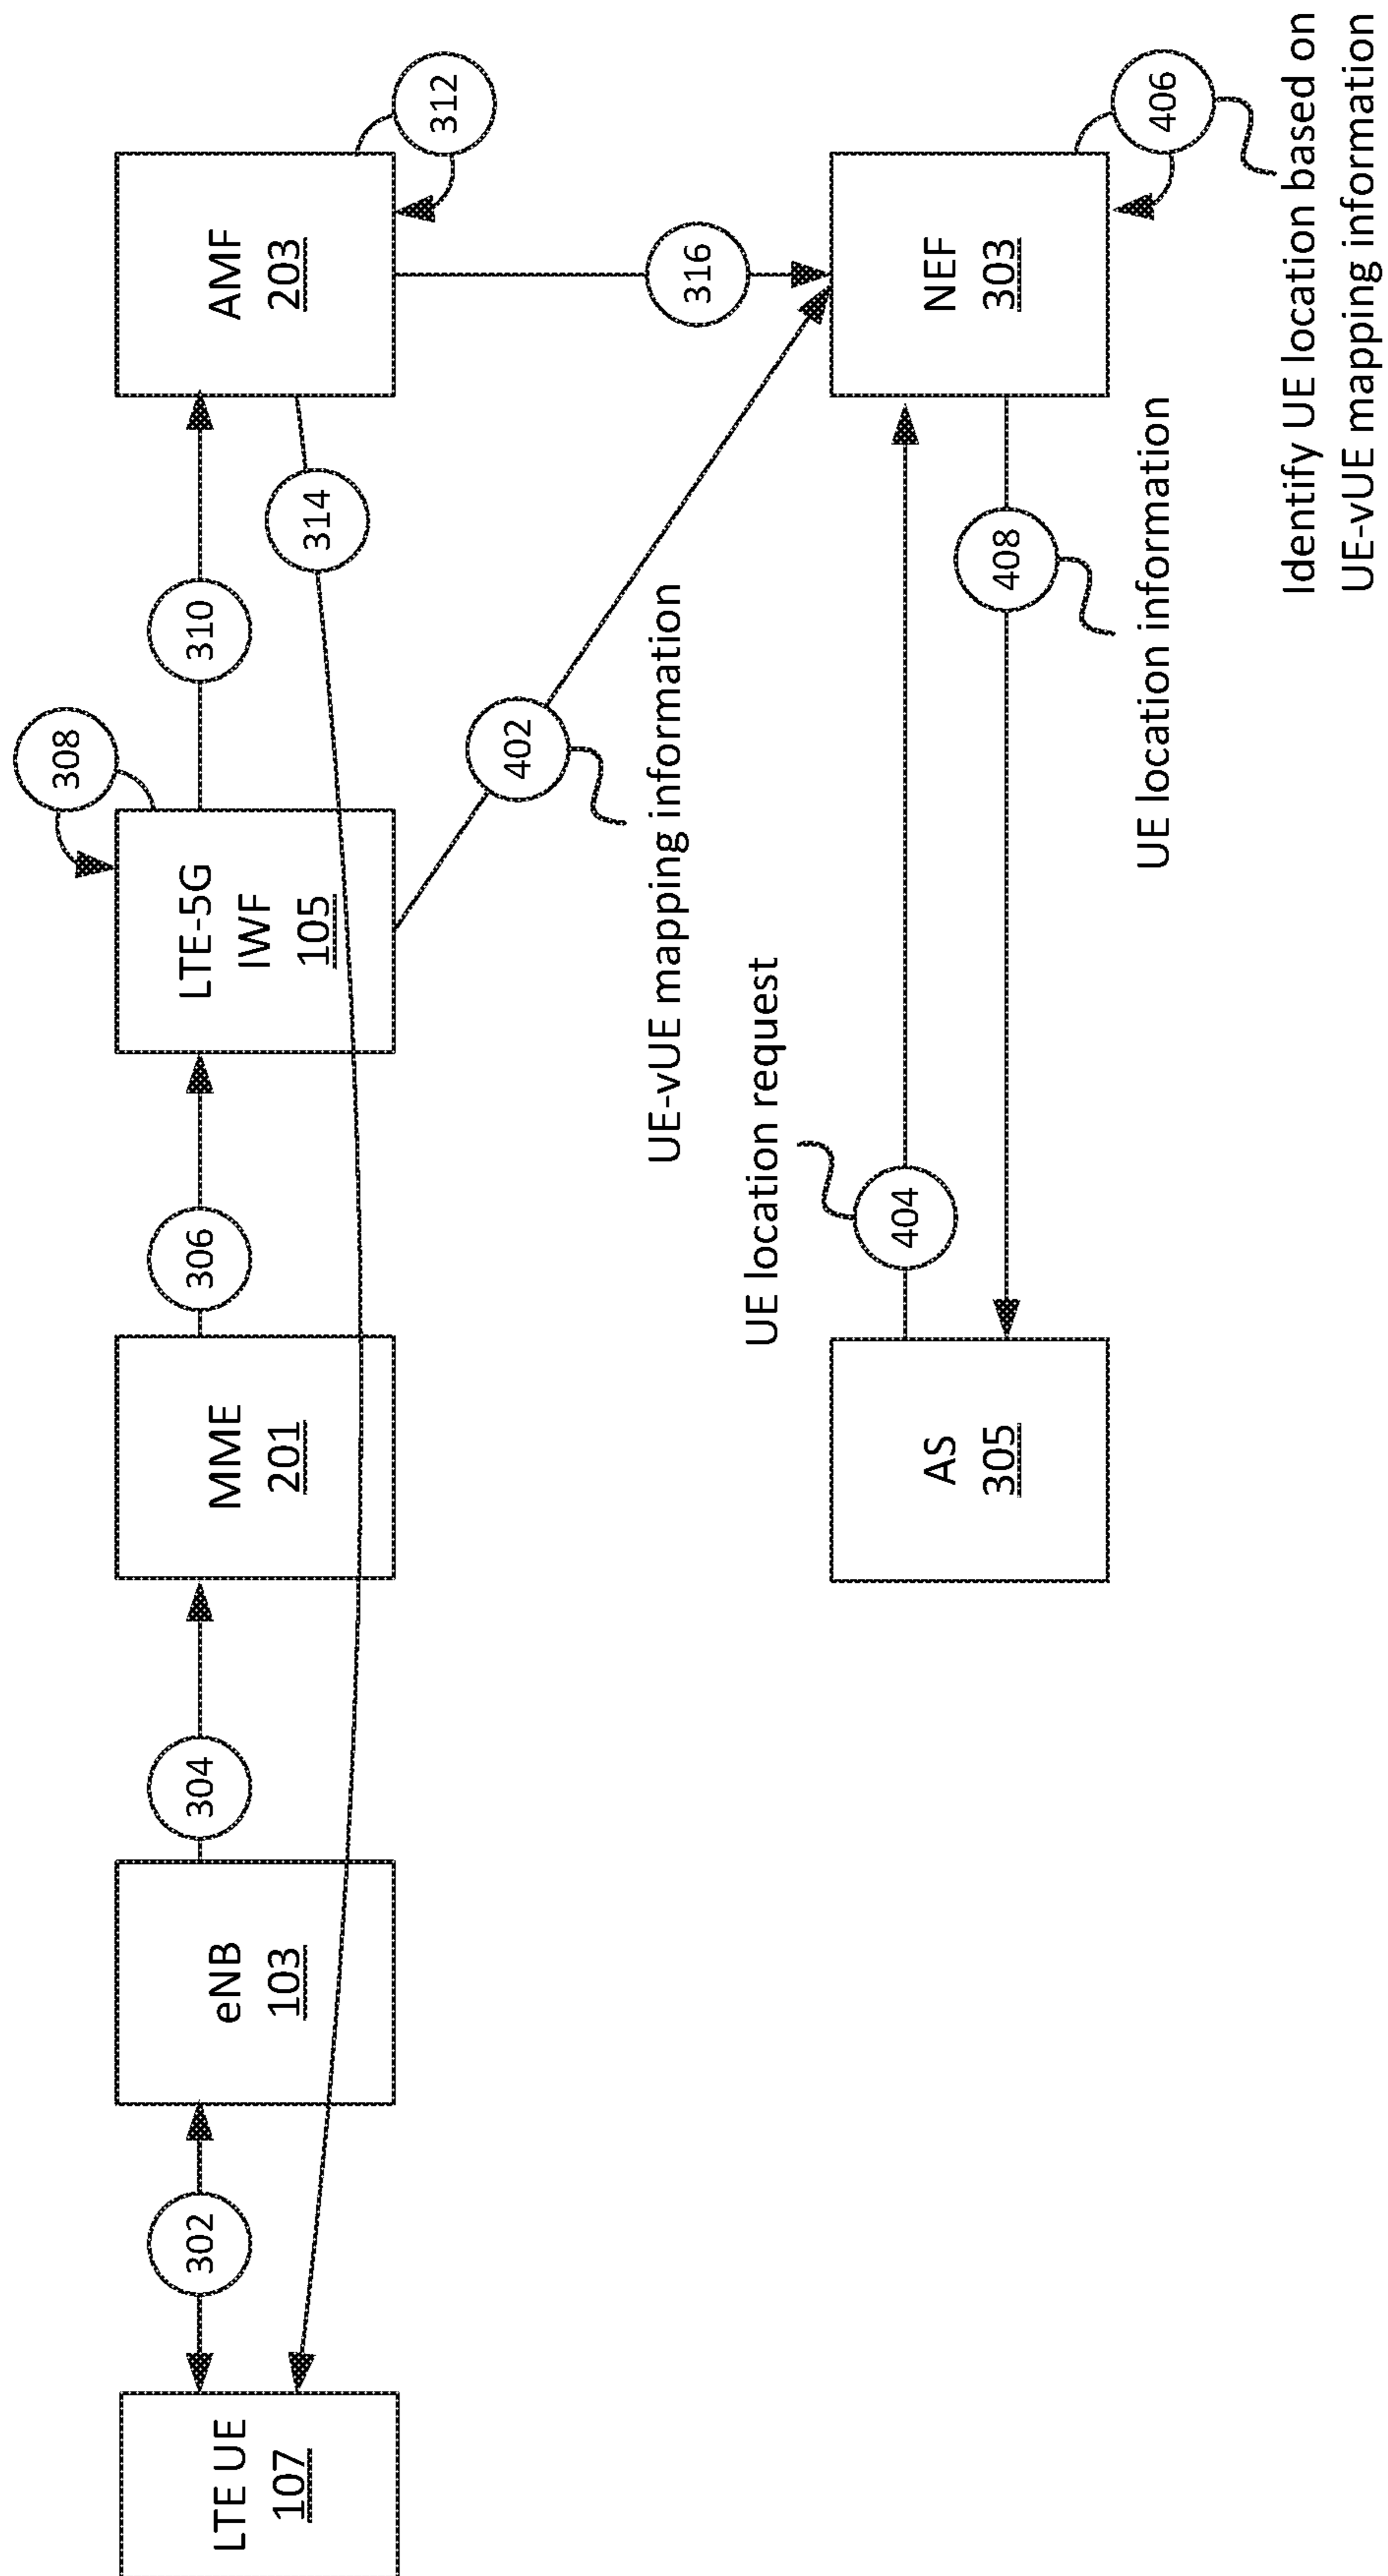 LTE UE
107
302
eNB
103
304
MME
201
306
LTE-5G
IWF
105
308
310
AMF
203
312
314
316
402
UE-vUE mapping information
UE location request
404
AS
305
NEF
303
408
UE location information
406
Identify UE location based on
UE-vUE mapping information